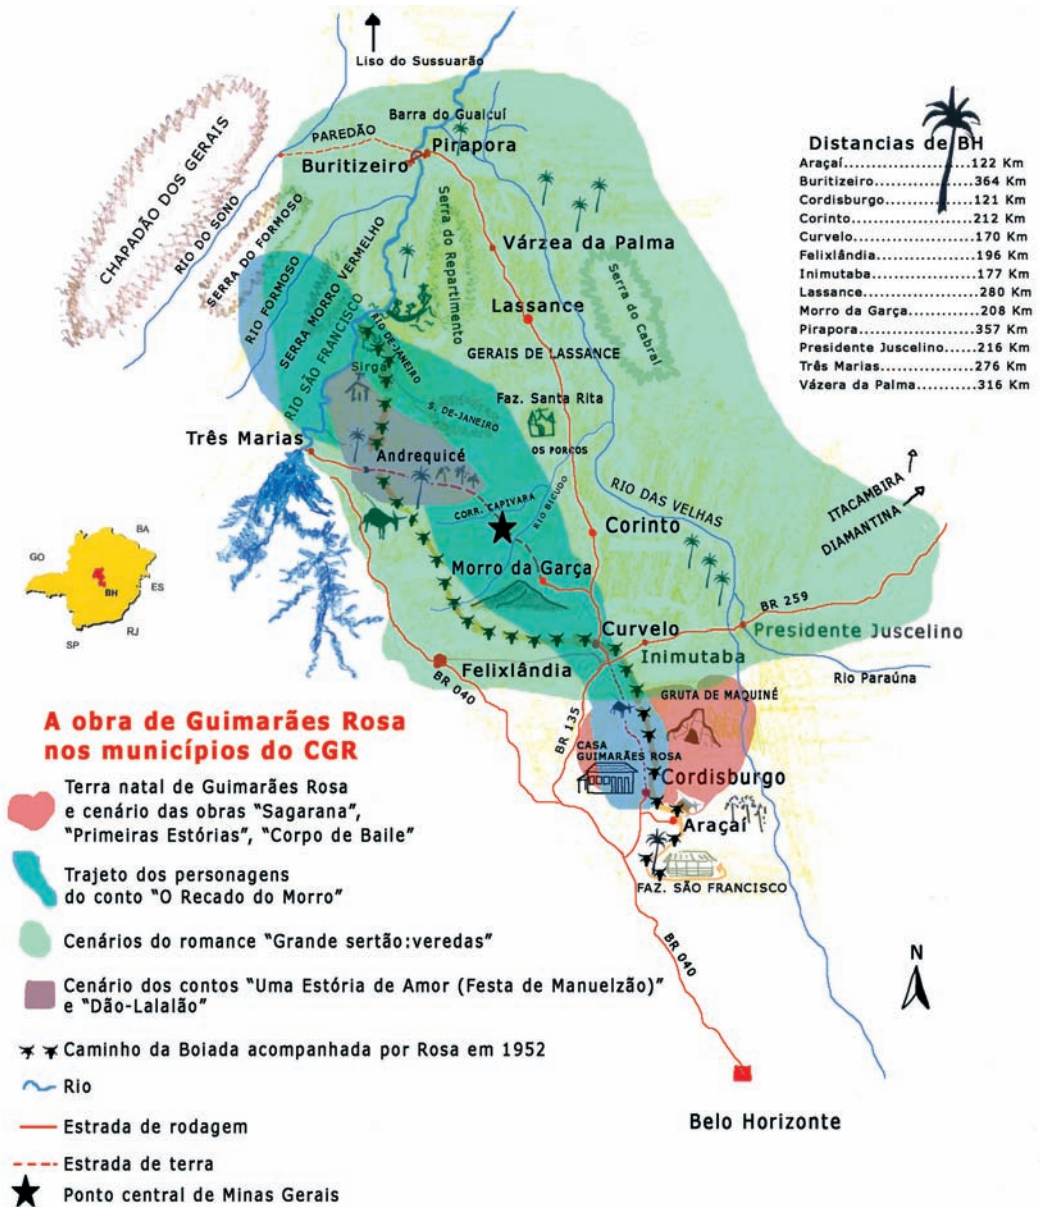 Liso do Sussuarão
Barra do Guaicuí
PAREDÃO
Buritizeiro
Pirapora
CHAPADÃO DOS GERAIS
RIO DO SONO
SERRA DO FORMOSO
RIO FORMOSO
SERRA MORRO VERMELHO
RIO SÃO FRANCISCO
RIO DE-JANEIRO
Serra do Repartimento
Várzea da Palma
Lassance
Serra do Cabral
GERAIS DE LASSANCE
Sirga
S. DE-JANEIRO
Faz. Santa Rita
OS PORCOS
Três Marias
Andrequicé
CORR. CAPIVARA
RIO BICUDO
RIO DAS VELHAS
Corinto
ITACAMBIRA
DIAMANTINA
Morro da Garça
BR 259
Curvelo
Presidente Juscelino
Inimutaba
Felixlândia
Rio Paraúna
BR 040
BR 135
GRUTA DE MAQUINÉ
CASA
GUIMARÃES ROSA
Cordisburgo
Araçaí
FAZ. SÃO FRANCISCO
BR 040
N
Belo Horizonte
Distancias de BH
Araçaí......................122 Km
Buritizeiro................364 Km
Cordisburgo.............121 Km
Corinto....................212 Km
Curvelo....................170 Km
Felixlândia...............196 Km
Inimutaba................177 Km
Lassance.................280 Km
Morro da Garça........208 Km
Pirapora..................357 Km
Presidente Juscelino......216 Km
Três Marias..............276 Km
Vázera da Palma......316 Km
GO
BA
BH
ES
SP
RJ
A obra de Guimarães Rosa
nos municípios do CGR
Terra natal de Guimarães Rosa
e cenário das obras “Sagarana”,
“Primeiras Estórias”, “Corpo de Baile”
Trajeto dos personagens
do conto “O Recado do Morro”
Cenários do romance “Grande sertão:veredas”
Cenário dos contos “Uma Estória de Amor (Festa de Manuelzão)”
e “Dão-Lalalão”
Caminho da Boiada acompanhada por Rosa em 1952
Rio
Estrada de rodagem
Estrada de terra
Ponto central de Minas Gerais